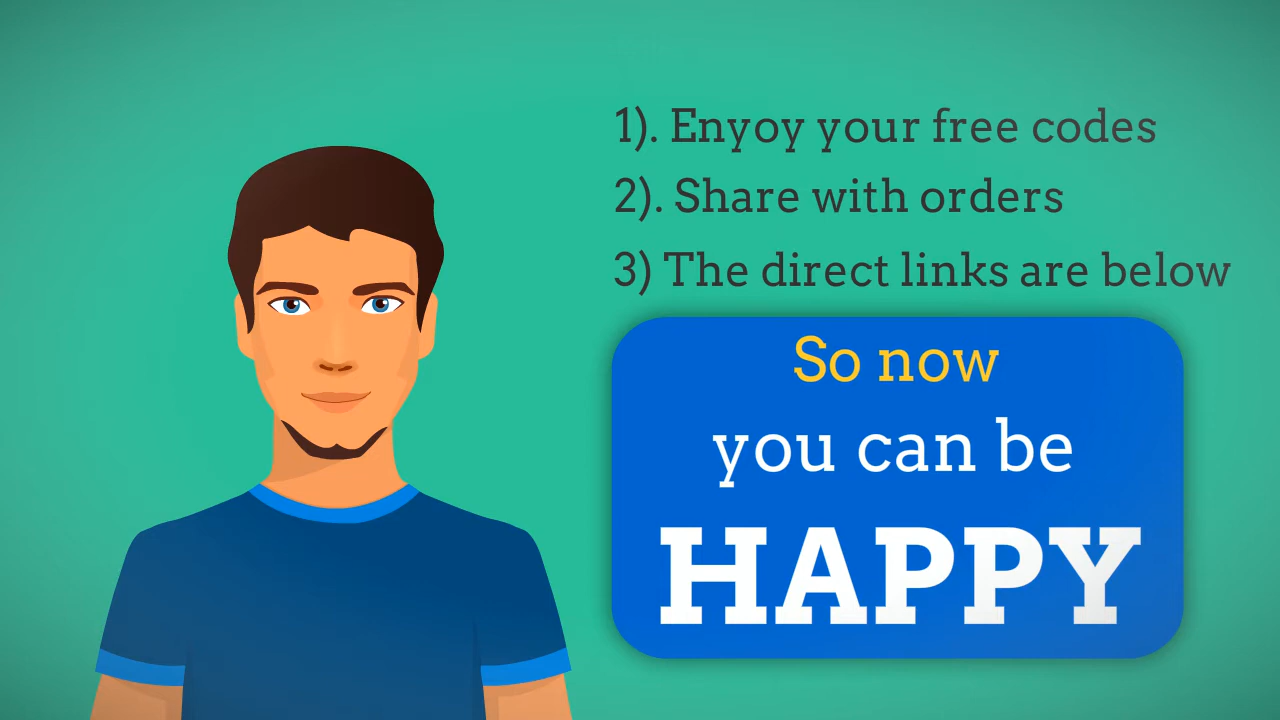 1). Enyoy your free codes
2). Share with orders
3) The direct links are below
So now
you can be
HAPPY